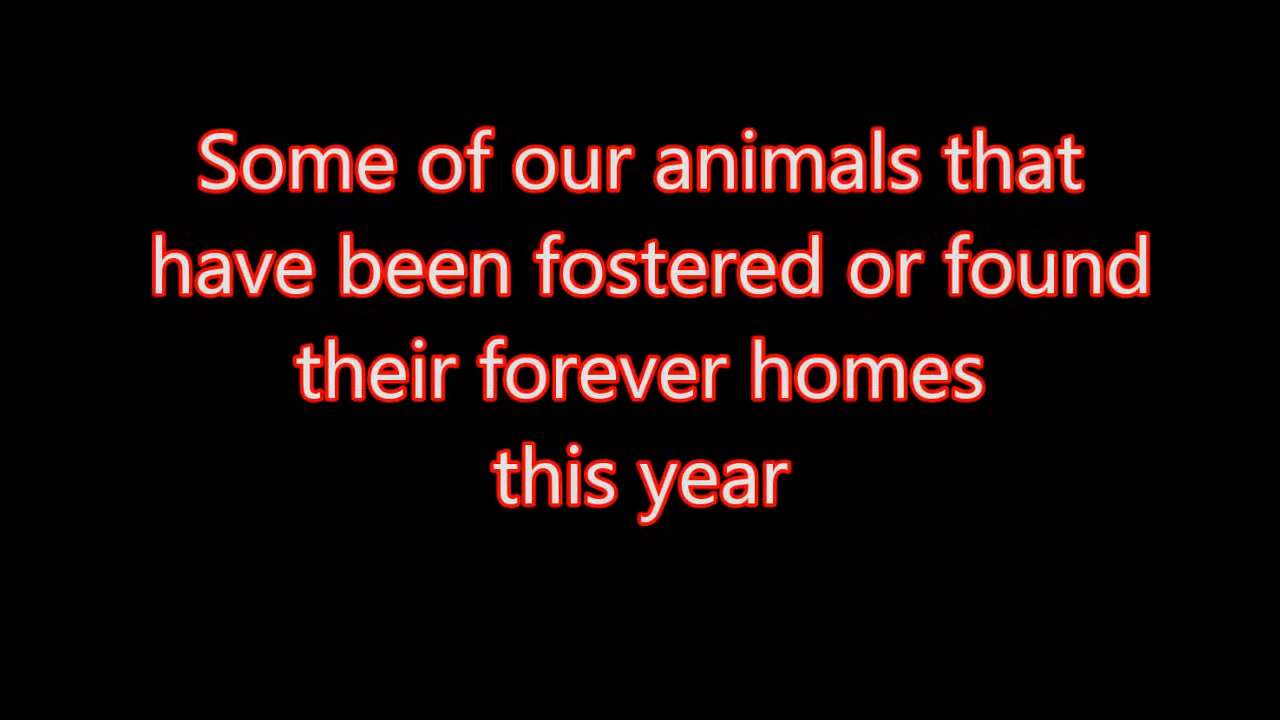 Some of our animals that
have been fostered or found
their forever homes
this year